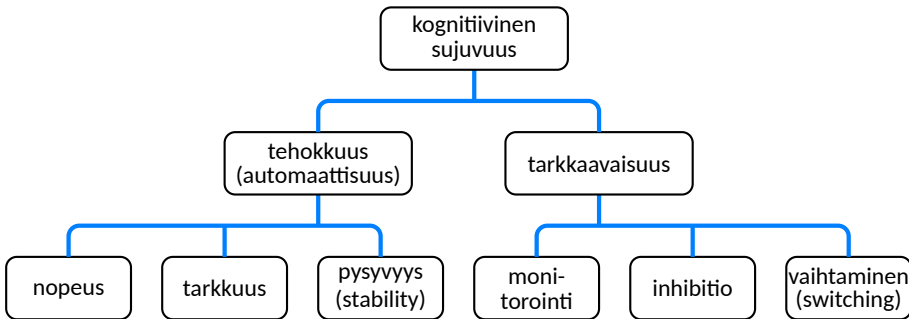 kognitiivinen
sujuvuus
tehokkuus
(automaattisuus)
tarkkaavaisuus
nopeus
tarkkuus
pysyvyys
(stability)
moni-
torointi
inhibitio
vaihtaminen
(switching)